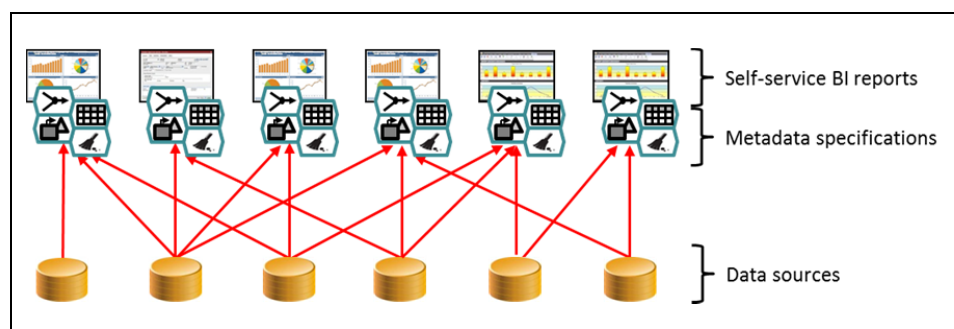 Self-service BI reports
Metadata specifications
Data sources